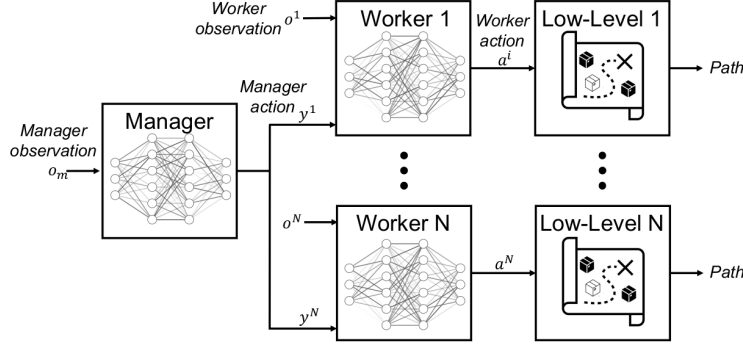 Worker
observation o¹
Worker 1
Worker
action
aⁱ
Low-Level 1
Path
Manager
action
y¹
Manager
Manager
observation
oₘ
oᴺ
Worker N
aᴺ
Low-Level N
Path
yᴺ